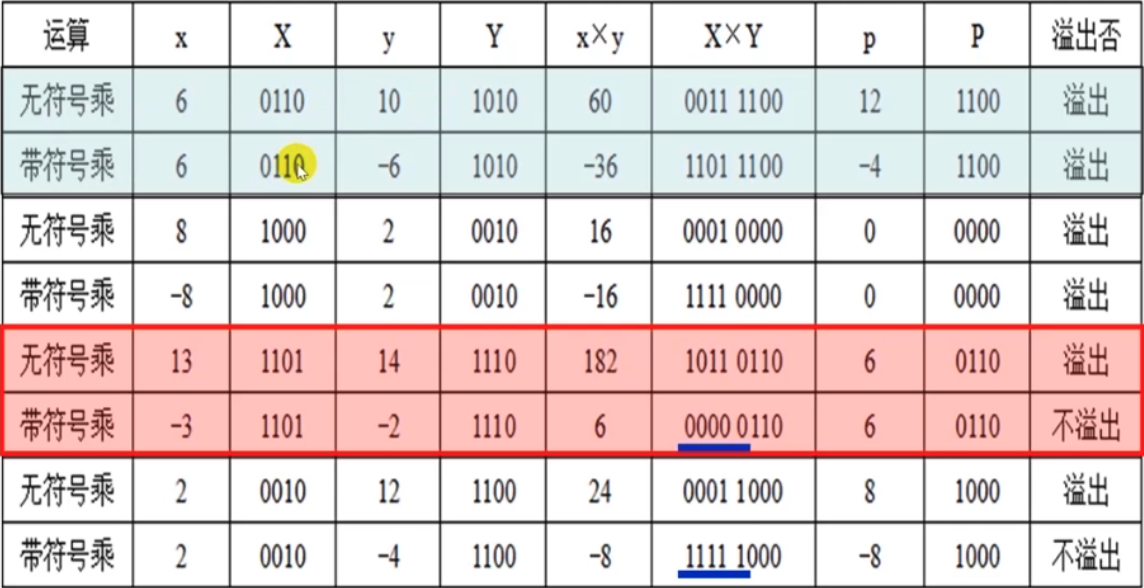 运算 x X y Y x×y X×Y p P 溢出否
无符号乘 6 0110 10 1010 60 0011 1100 12 1100 溢出
带符号乘 6 0110 -6 1010 -36 1101 1100 -4 1100 溢出
无符号乘 8 1000 2 0010 16 0001 0000 0 0000 溢出
带符号乘 -8 1000 2 0010 -16 1111 0000 0 0000 溢出
无符号乘 13 1101 14 1110 182 1011 0110 6 0110 溢出
带符号乘 -3 1101 -2 1110 6 0000 0110 6 0110 不溢出
无符号乘 2 0010 12 1100 24 0001 1000 8 1000 溢出
带符号乘 2 0010 -4 1100 -8 1111 1000 -8 1000 不溢出